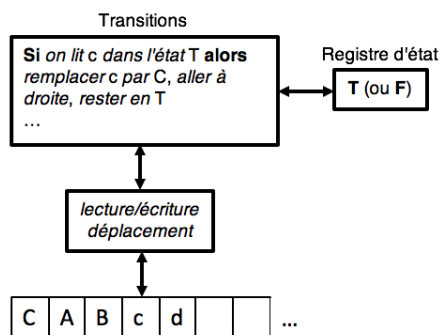 Transitions
Si on lit c dans l'état T alors
remplacer c par C, aller à
droite, rester en T
...
Registre d'état
T (ou F)
lecture/écriture
déplacement
C A B c d ...